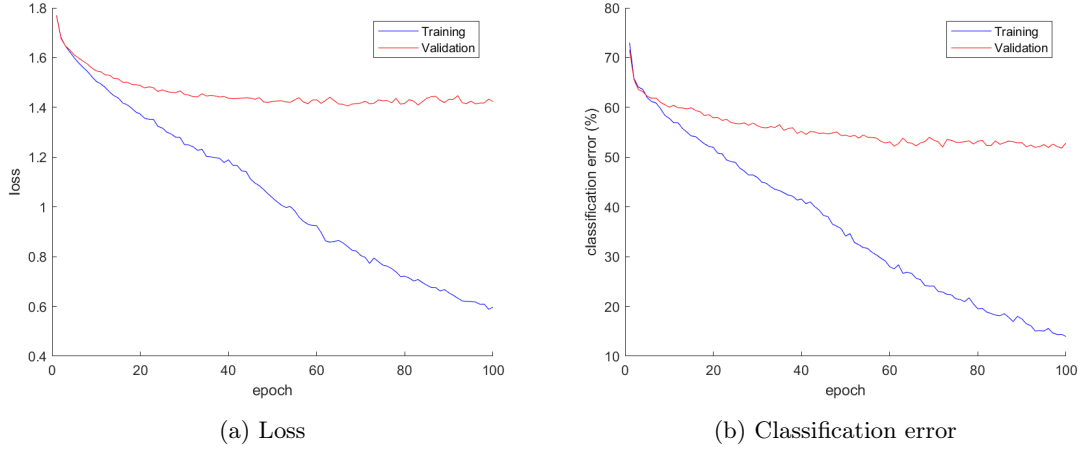 1.8
1.6
1.4
1.2
1
0.8
0.6
0.4
loss
0 20 40 60 80 100
epoch
Training
Validation
(a) Loss
80
70
60
50
40
30
20
10
classification error (%)
0 20 40 60 80 100
epoch
Training
Validation
(b) Classification error